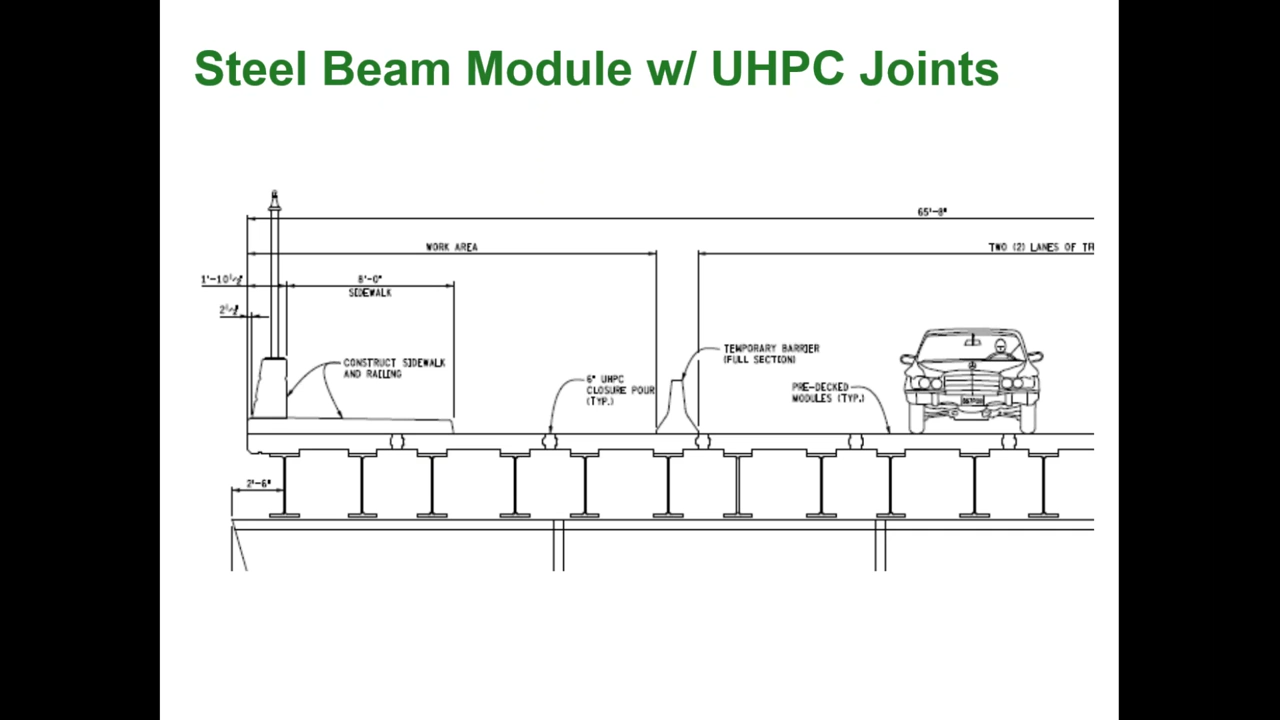 Steel Beam Module w/ UHPC Joints
65'-8"
WORK AREA
TWO (2) LANES OF TR
1'-10½"
8'-0"
SIDEWALK
2½"
TEMPORARY BARRIER
(FULL SECTION)
CONSTRUCT SIDEWALK
AND RAILING
6" UHPC
CLOSURE POUR
(TYP.)
PRE-DECKED
MODULES (TYP.)
2'-6"